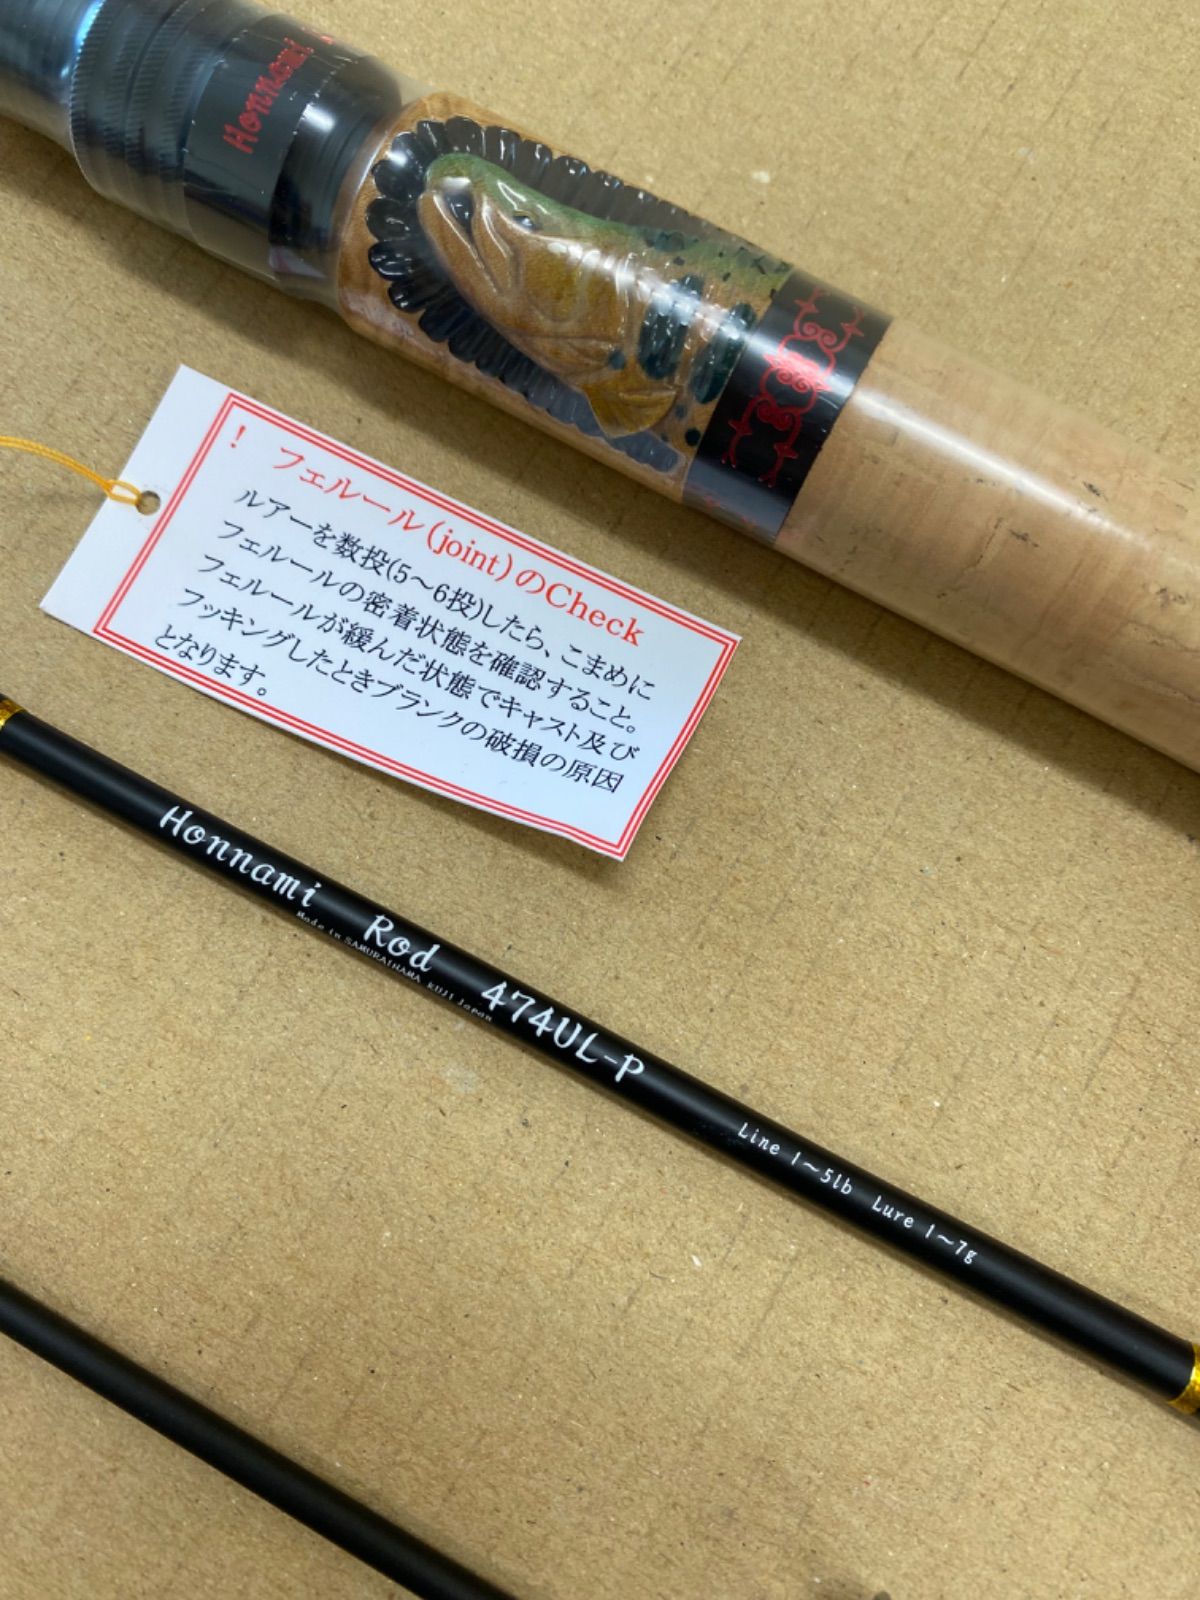 Honnami
! フェルール(joint)のCheck
ルアーを数投(5～6投)したら、こまめに
フェルールの密着状態を確認すること。
フェルールが緩んだ状態でキャスト及び
フッキングしたときブランクの破損の原因
となります。
Honnami Rod 474UL-P
Made in SAMURAIHAMA KUJI Japan
Line 1～5lb Lure 1～7g